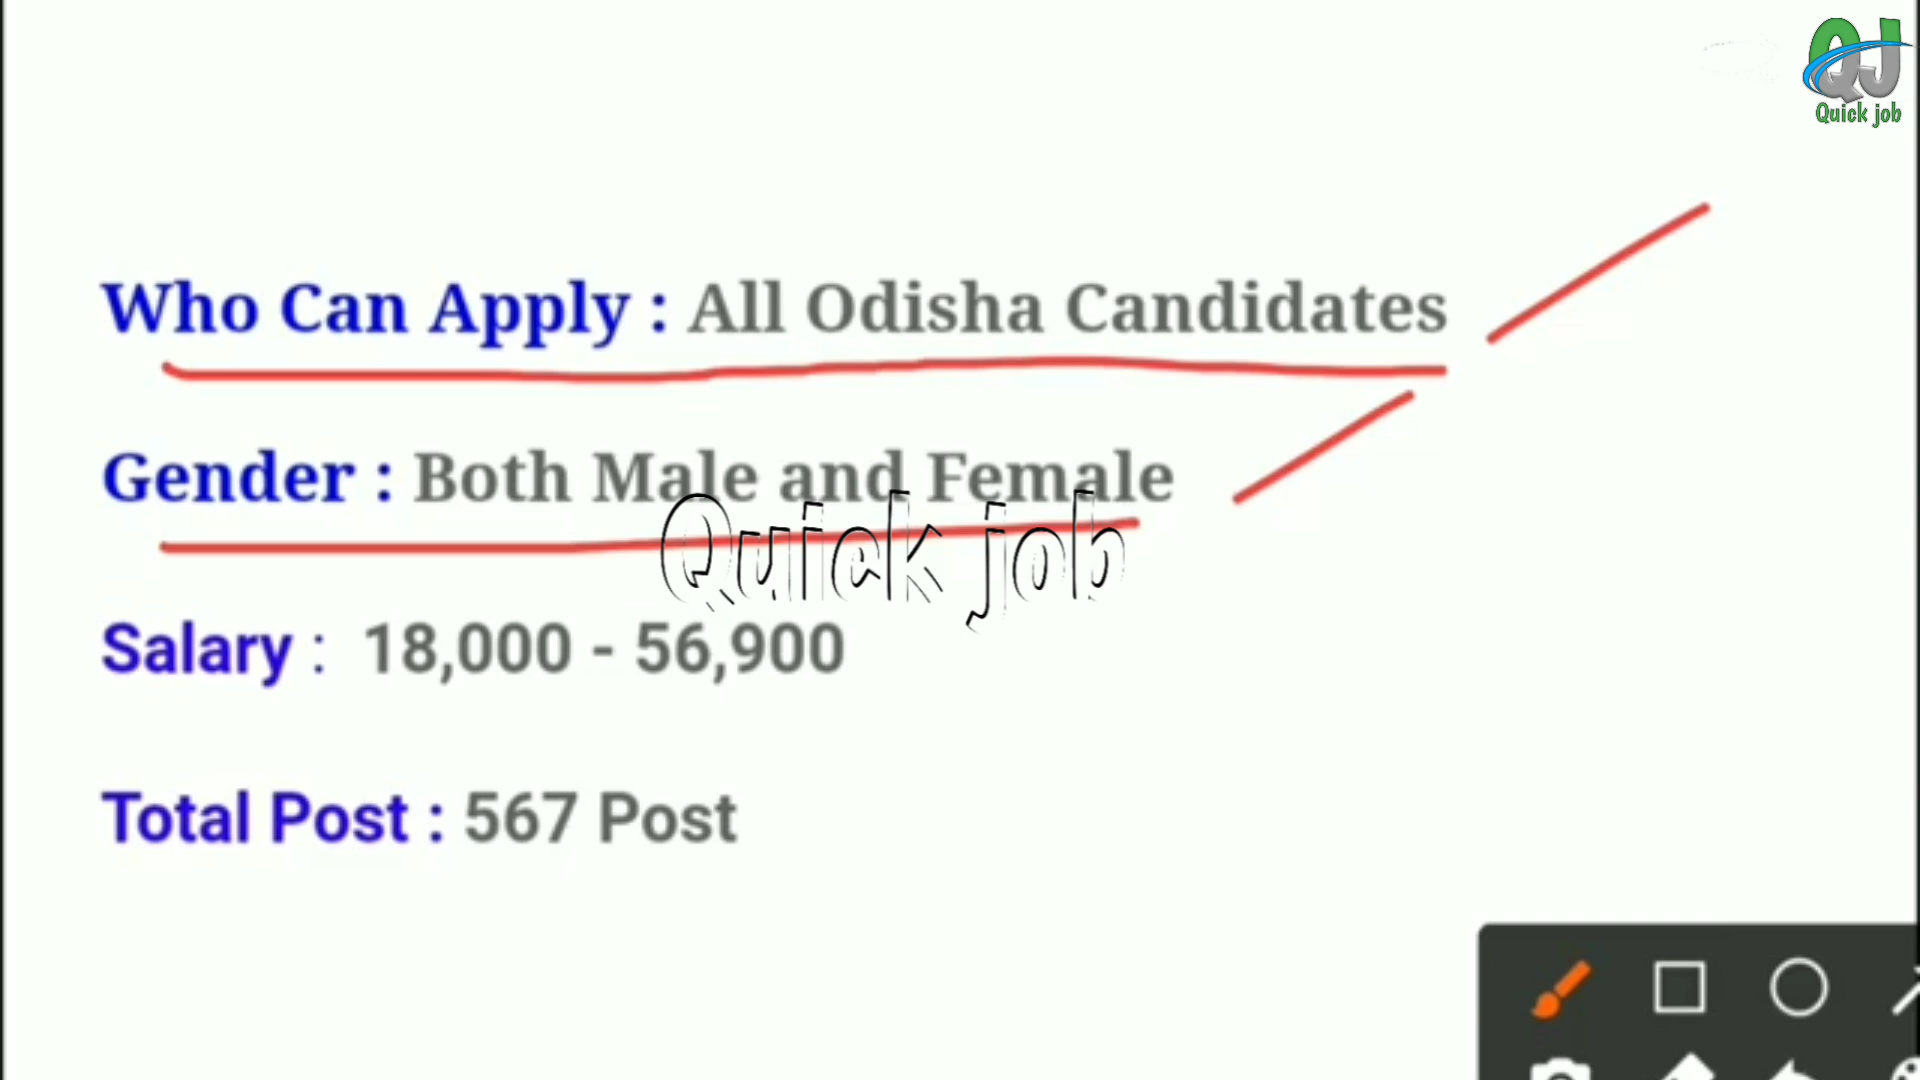 QJ
Quick job
Who Can Apply : All Odisha Candidates
Gender : Both Male and Female
Quick job
Salary : 18,000 - 56,900
Total Post : 567 Post